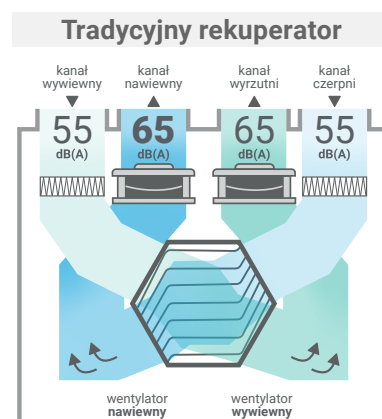 Tradycyjny rekuperator
kanał
wywiewny
kanał
nawiewny
kanał
wyrzutni
kanał
czerpni
55
dB(A)
65
dB(A)
65
dB(A)
55
dB(A)
wentylator
nawiewny
wentylator
wywiewny